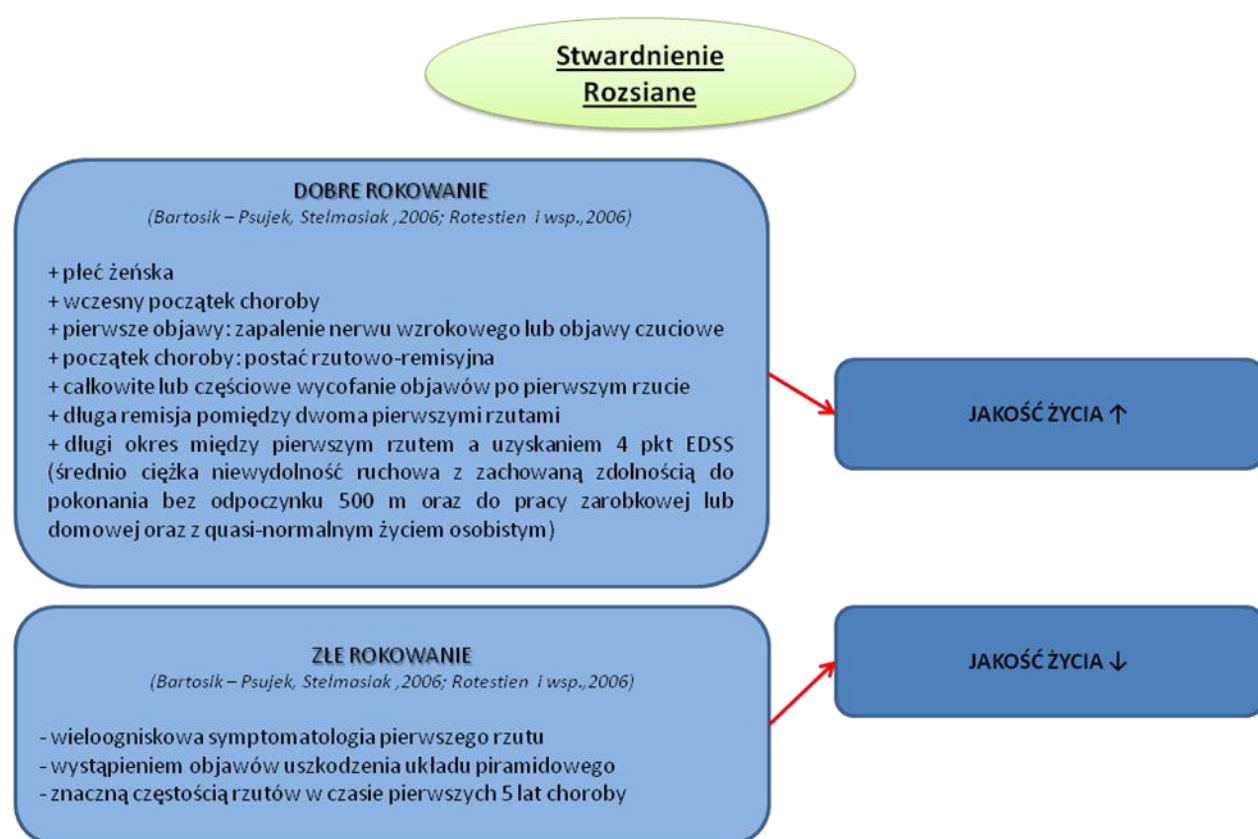 Stwardnienie
Rozsiane
DOBRE ROKOWANIE
(Bartosik – Psujek, Stelmasiak ,2006; Rotestien i wsp.,2006)
+ płeć żeńska
+ wczesny początek choroby
+ pierwsze objawy: zapalenie nerwu wzrokowego lub objawy czuciowe
+ początek choroby: postać rzutowo-remisyjna
+ całkowite lub częściowe wycofanie objawów po pierwszym rzucie
+ długa remisja pomiędzy dwoma pierwszymi rzutami
+ długi okres między pierwszym rzutem a uzyskaniem 4 pkt EDSS
(średnio ciężka niewydolność ruchowa z zachowaną zdolnością do
pokonania bez odpoczynku 500 m oraz do pracy zarobkowej lub
domowej oraz z quasi-normalnym życiem osobistym)
JAKOŚĆ ŻYCIA ↑
ZŁE ROKOWANIE
(Bartosik – Psujek, Stelmasiak ,2006; Rotestien i wsp.,2006)
- wieloogniskowa symptomatologia pierwszego rzutu
- wystąpieniem objawów uszkodzenia układu piramidowego
- znaczną częstością rzutów w czasie pierwszych 5 lat choroby
JAKOŚĆ ŻYCIA ↓